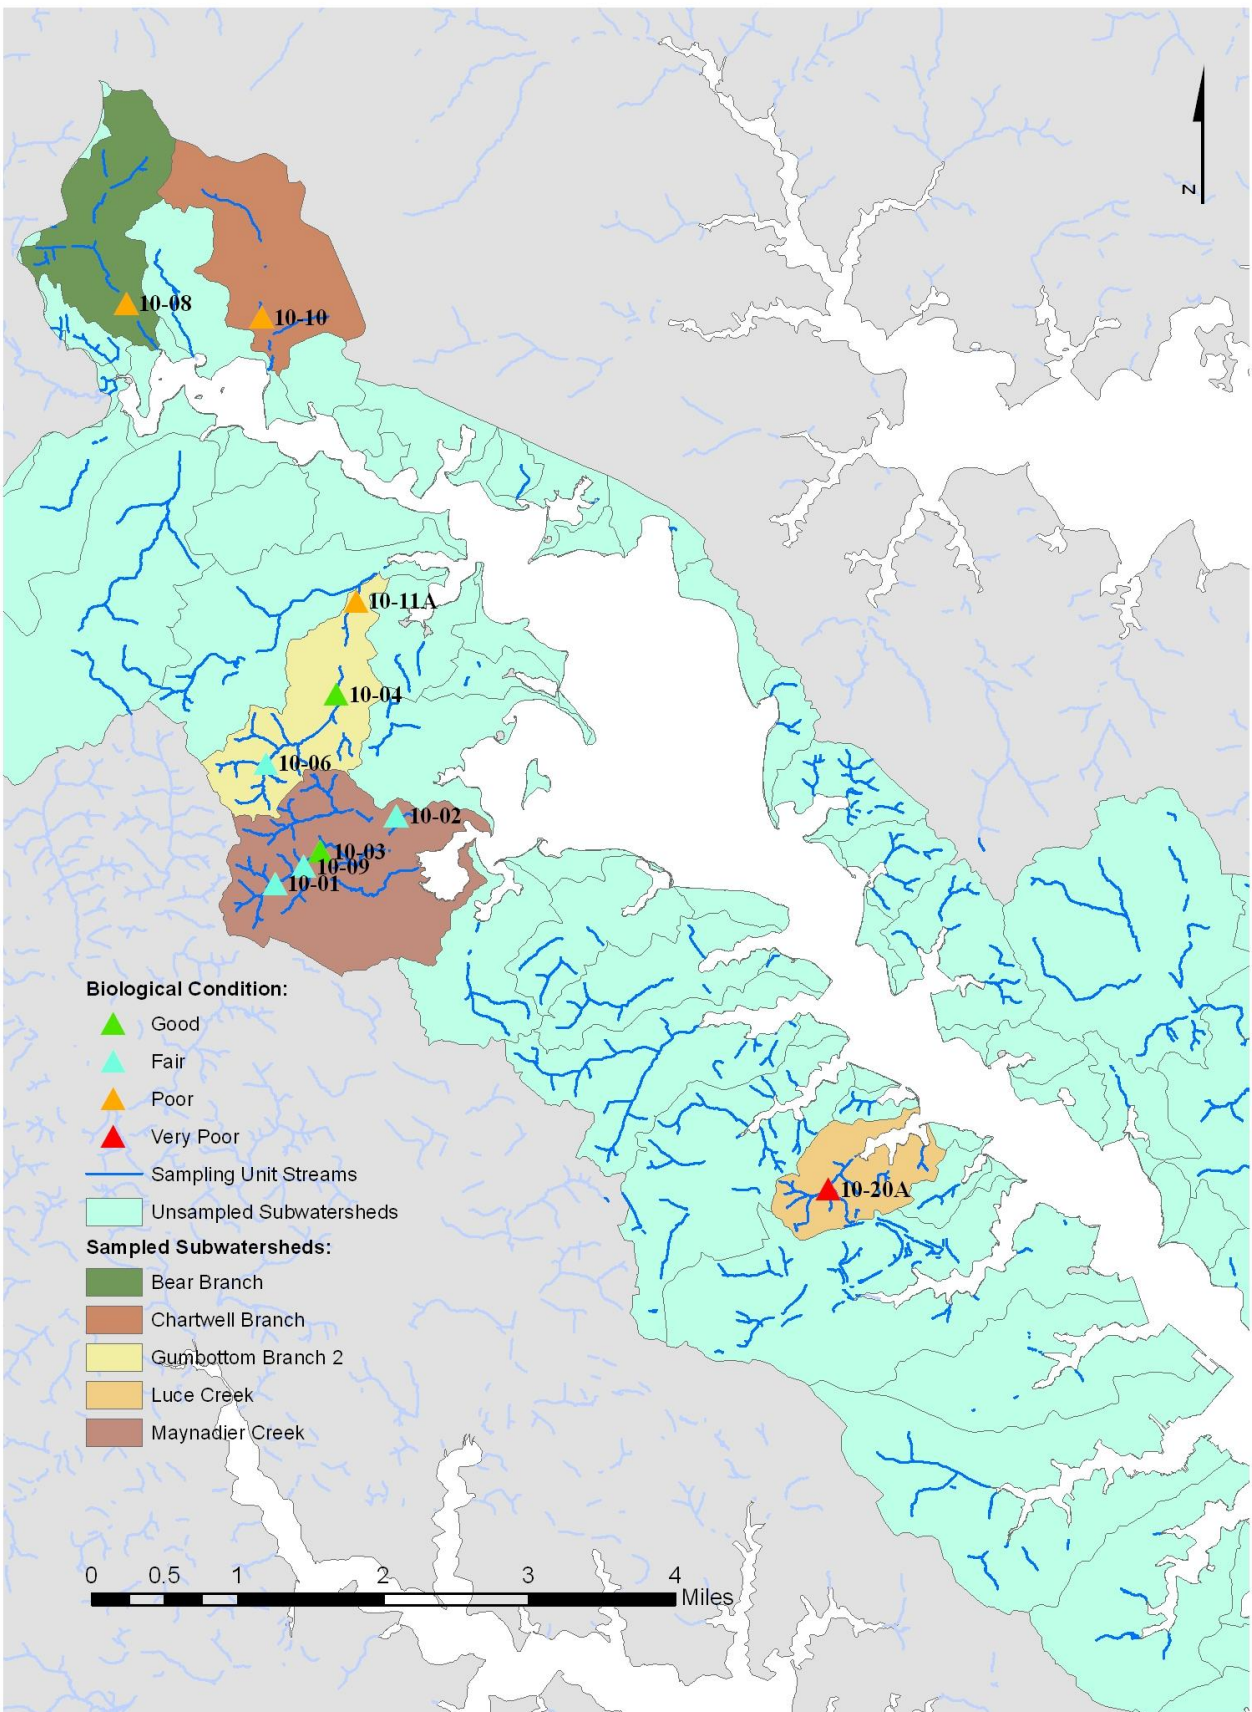 N
10-08
10-10
10-11A
10-04
10-06
10-02
10-03
10-09
10-01
10-20A
Biological Condition:
Good
Fair
Poor
Very Poor
Sampling Unit Streams
Unsampled Subwatersheds
Sampled Subwatersheds:
Bear Branch
Chartwell Branch
Gumbottom Branch 2
Luce Creek
Maynadier Creek
0 0.5 1 2 3 4
Miles